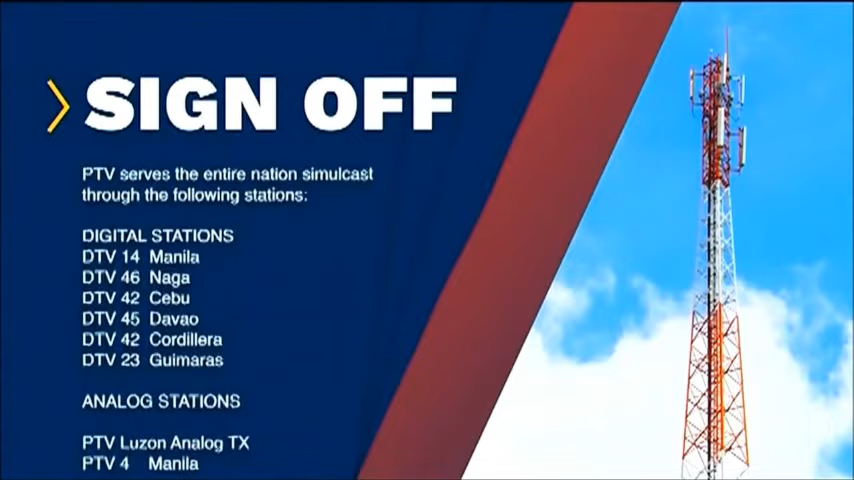 SIGN OFF
PTV serves the entire nation simulcast
through the following stations:
DIGITAL STATIONS
DTV 14 Manila
DTV 46 Naga
DTV 42 Cebu
DTV 45 Davao
DTV 42 Cordillera
DTV 23 Guimaras
ANALOG STATIONS
PTV Luzon Analog TX
PTV 4 Manila